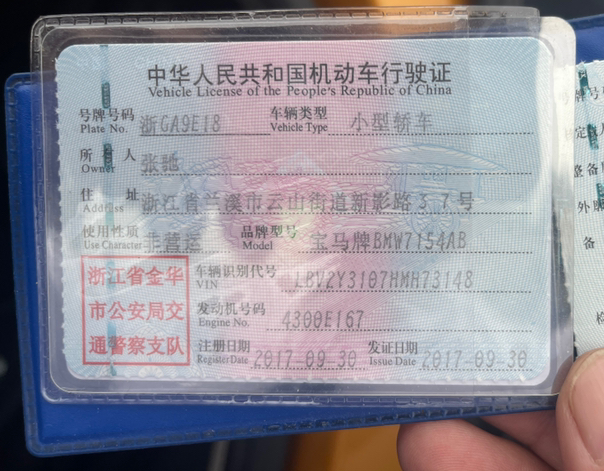 中华人民共和国机动车行驶证
Vehicle License of the People's Republic of China
号牌号码 Plate No. 浙GA9E18 车辆类型 Vehicle Type 小型轿车
所有人 Owner 张驰
住址 Address 浙江省兰溪市云山街道新影路37号
使用性质 Use Character 非营运 品牌型号 Model 宝马牌BMW7154AB
车辆识别代号 VIN LBV2Y3107HMH73148
发动机号码 Engine No. 4300E167
注册日期 Register Date 2017-09-30 发证日期 Issue Date 2017-09-30
浙江省金华
市公安局交
通警察支队